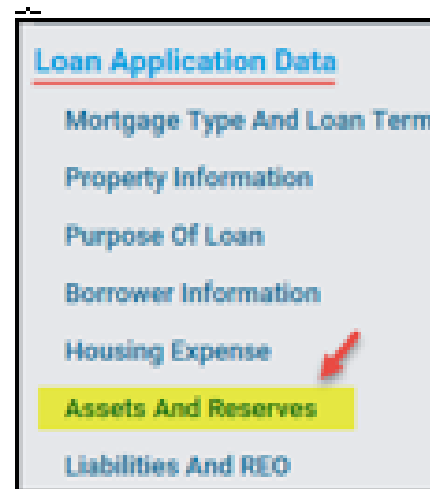 Loan Application Data
Mortgage Type And Loan Term
Property Information
Purpose Of Loan
Borrower Information
Housing Expense
Assets And Reserves
Liabilities And REO